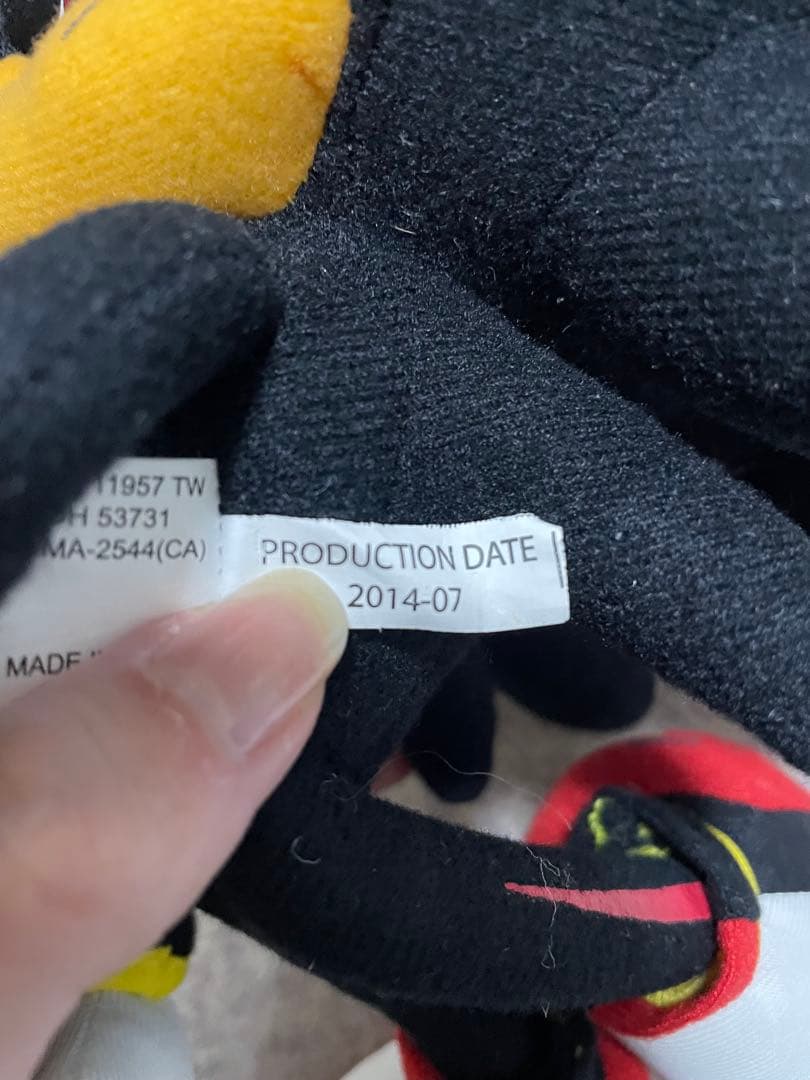 11957 TW
H 53731
MA-2544(CA)
MADE
PRODUCTION DATE
2014-07